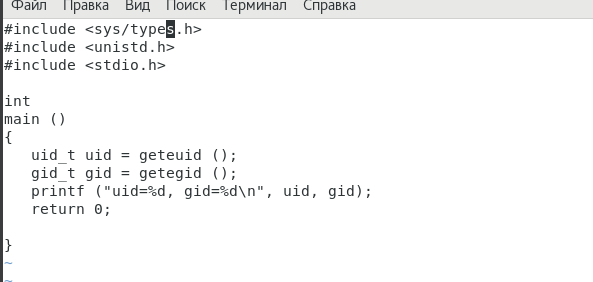 Файл Правка Вид Поиск Терминал Справка
#include <sys/types.h>
#include <unistd.h>
#include <stdio.h>
int
main ()
{
uid_t uid = geteuid ();
gid_t gid = getegid ();
printf ("uid=%d, gid=%d\n", uid, gid);
return 0;
}
~
~